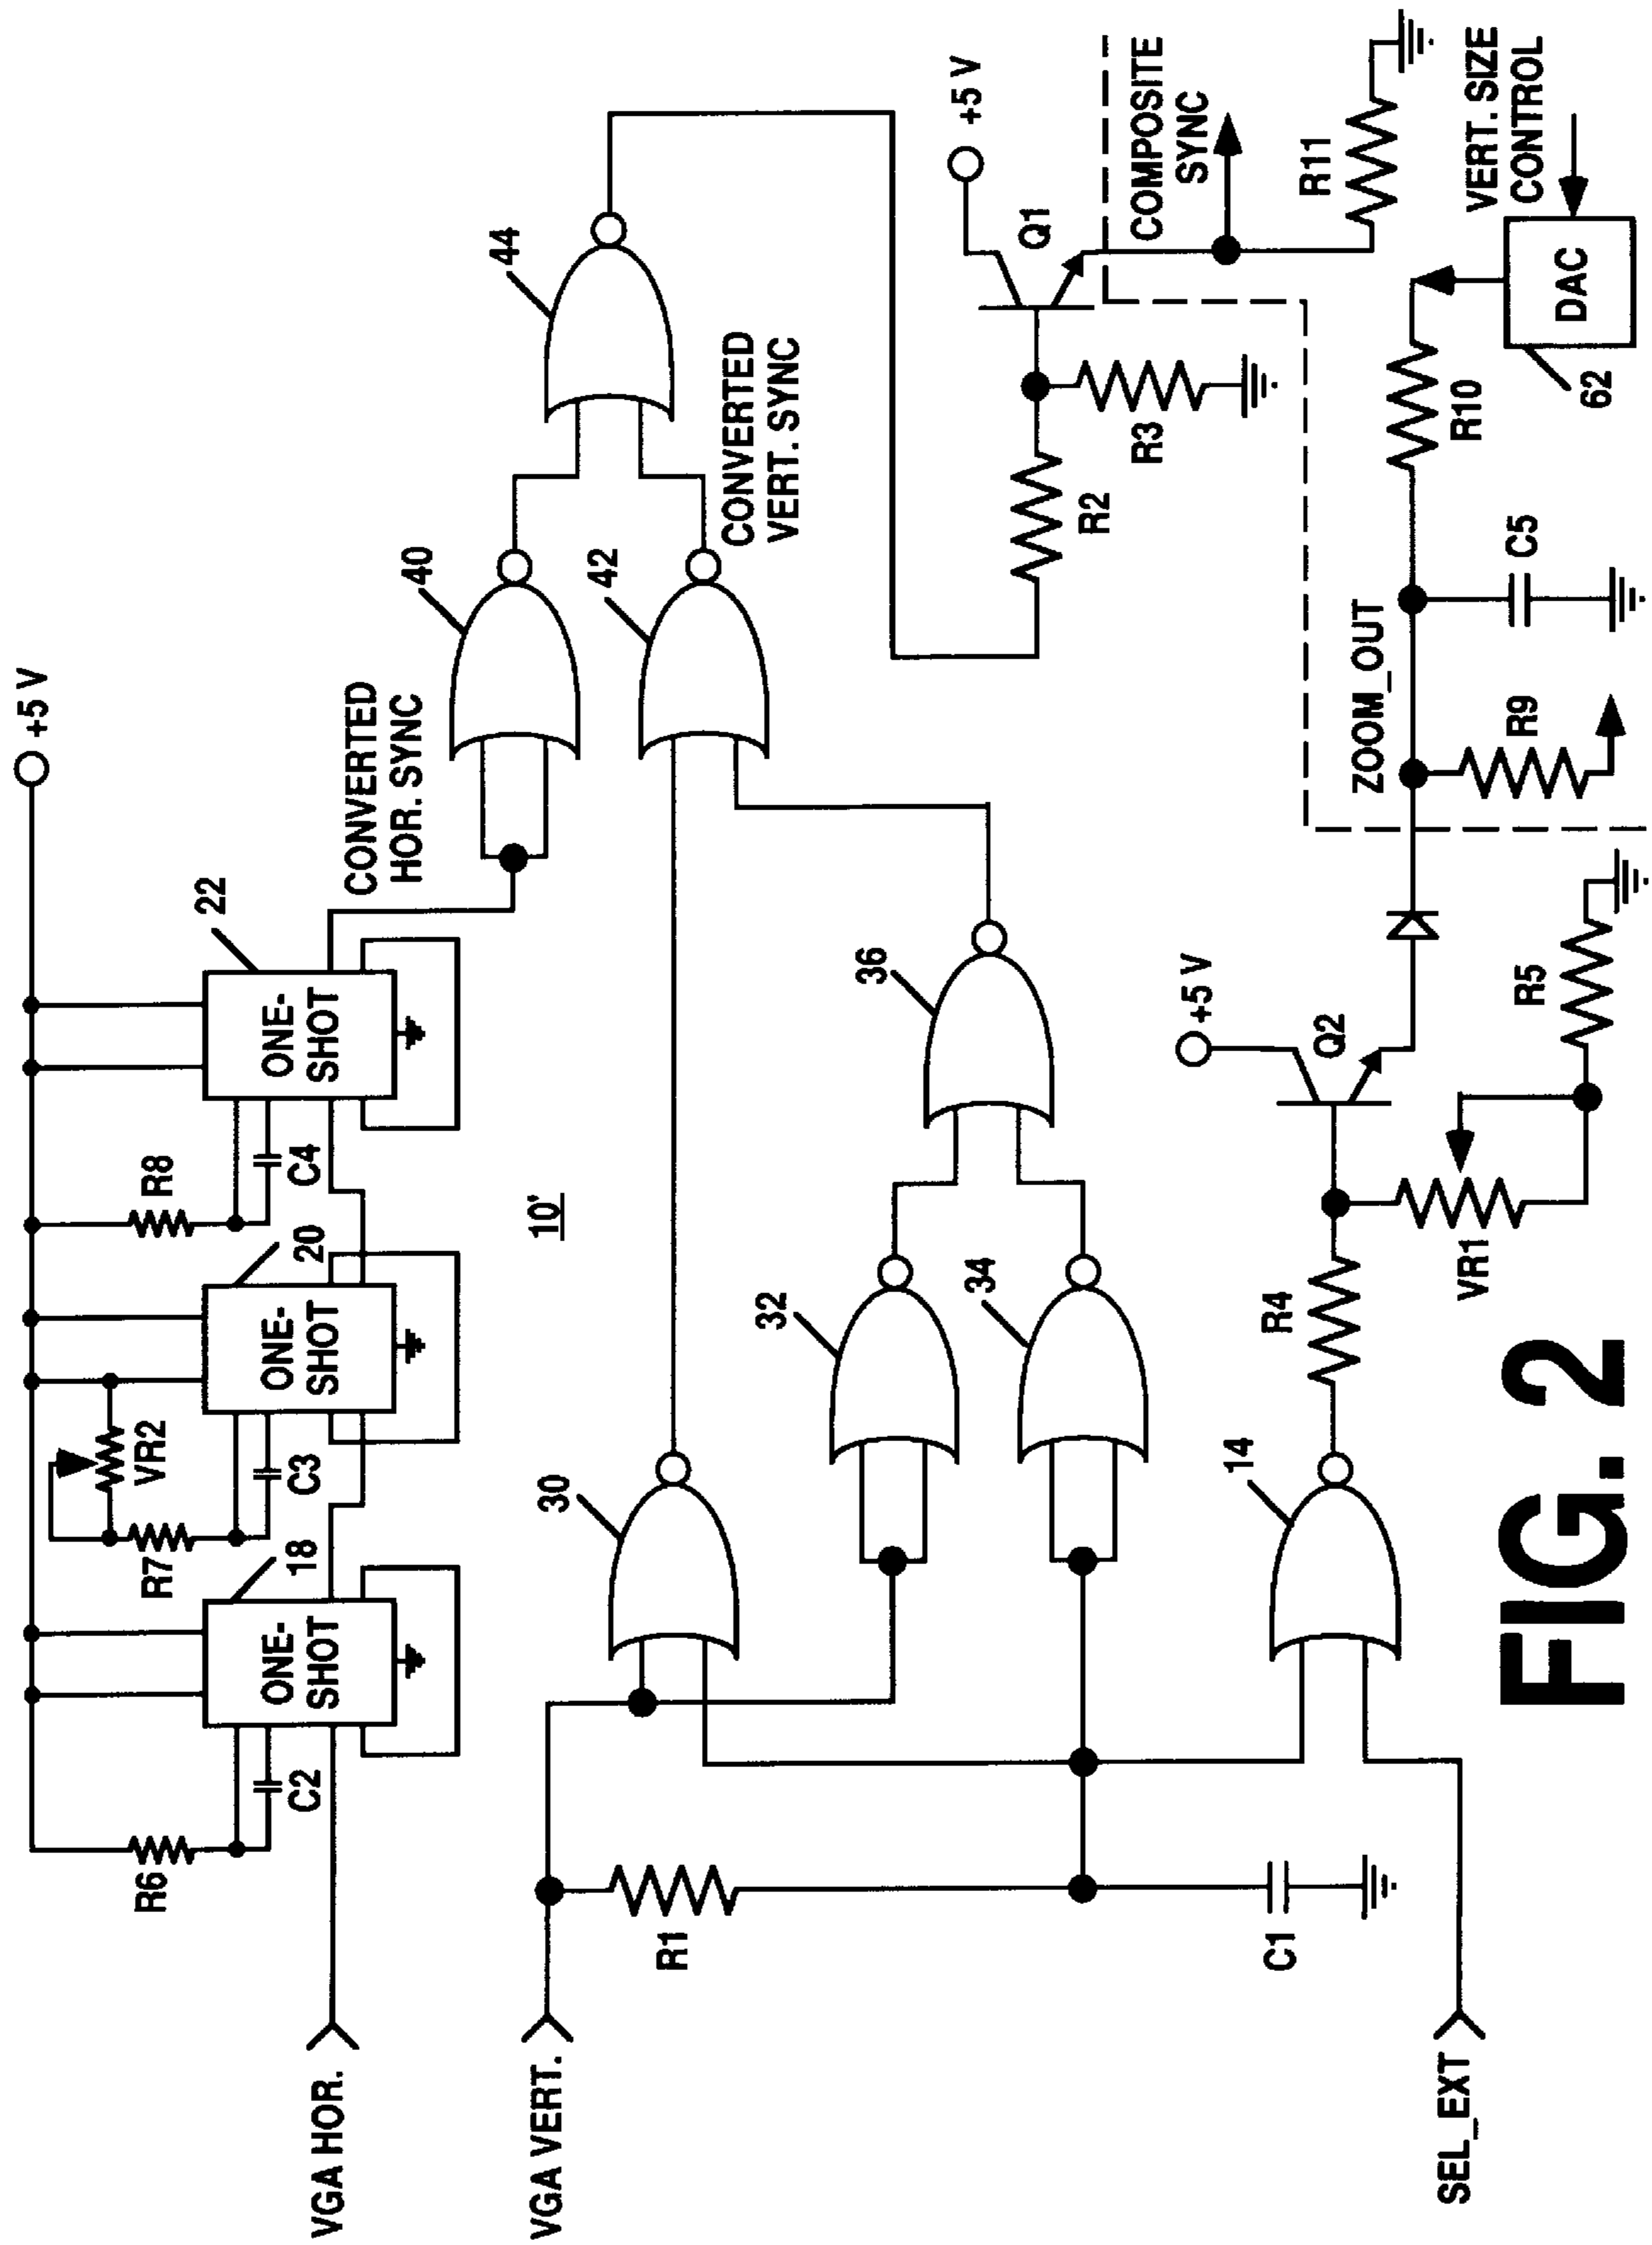 +5 V
R6
C2
18
ONE-
SHOT
R7
VR2
C3
20
ONE-
SHOT
R8
C4
22
ONE-
SHOT
CONVERTED
HOR. SYNC
VGA HOR.
VGA VERT.
SEL_EXT
10'
R1
C1
30
32
34
36
14
40
42
44
CONVERTED
VERT. SYNC
R4
VR1
R5
Q2
+5 V
R2
R3
Q1
+5 V
COMPOSITE
SYNC
R11
ZOOM_OUT
R9
C5
R10
62
DAC
VERT. SIZE
CONTROL
FIG. 2